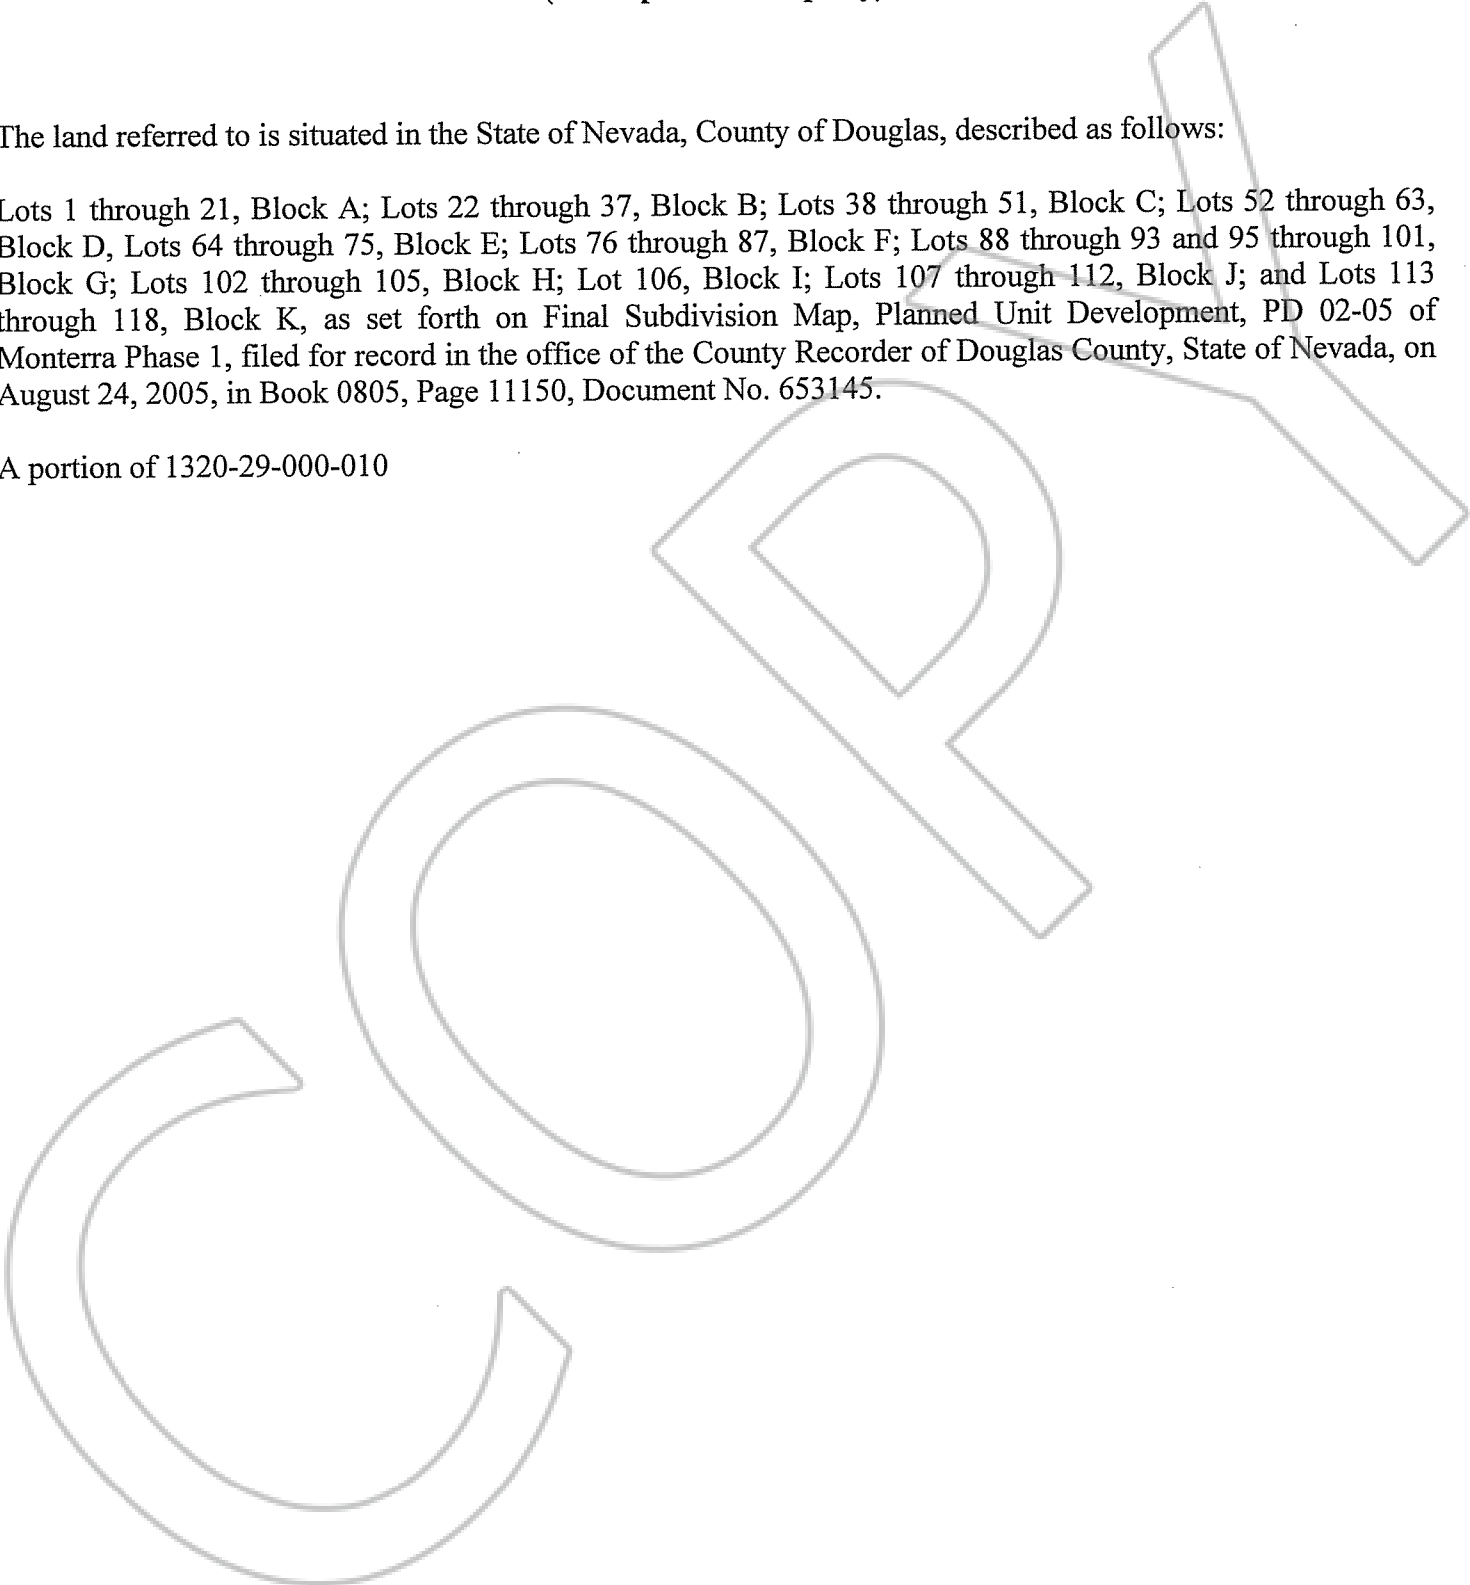 The land referred to is situated in the State of Nevada, County of Douglas, described as follows:
Lots 1 through 21, Block A; Lots 22 through 37, Block B; Lots 38 through 51, Block C; Lots 52 through 63,
Block D, Lots 64 through 75, Block E; Lots 76 through 87, Block F; Lots 88 through 93 and 95 through 101,
Block G; Lots 102 through 105, Block H; Lot 106, Block I; Lots 107 through 112, Block J; and Lots 113
through 118, Block K, as set forth on Final Subdivision Map, Planned Unit Development, PD 02-05 of
Monterra Phase 1, filed for record in the office of the County Recorder of Douglas County, State of Nevada, on
August 24, 2005, in Book 0805, Page 11150, Document No. 653145.
A portion of 1320-29-000-010
COPY